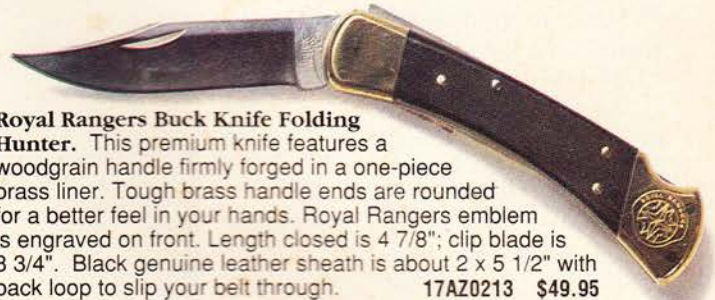 Royal Rangers Buck Knife Folding
Hunter. This premium knife features a
woodgrain handle firmly forged in a one-piece
brass liner. Tough brass handle ends are rounded
for a better feel in your hands. Royal Rangers emblem
is engraved on front. Length closed is 4 7/8"; clip blade is
3 3/4". Black genuine leather sheath is about 2 x 5 1/2" with
back loop to slip your belt through. 17AZ0213 $49.95